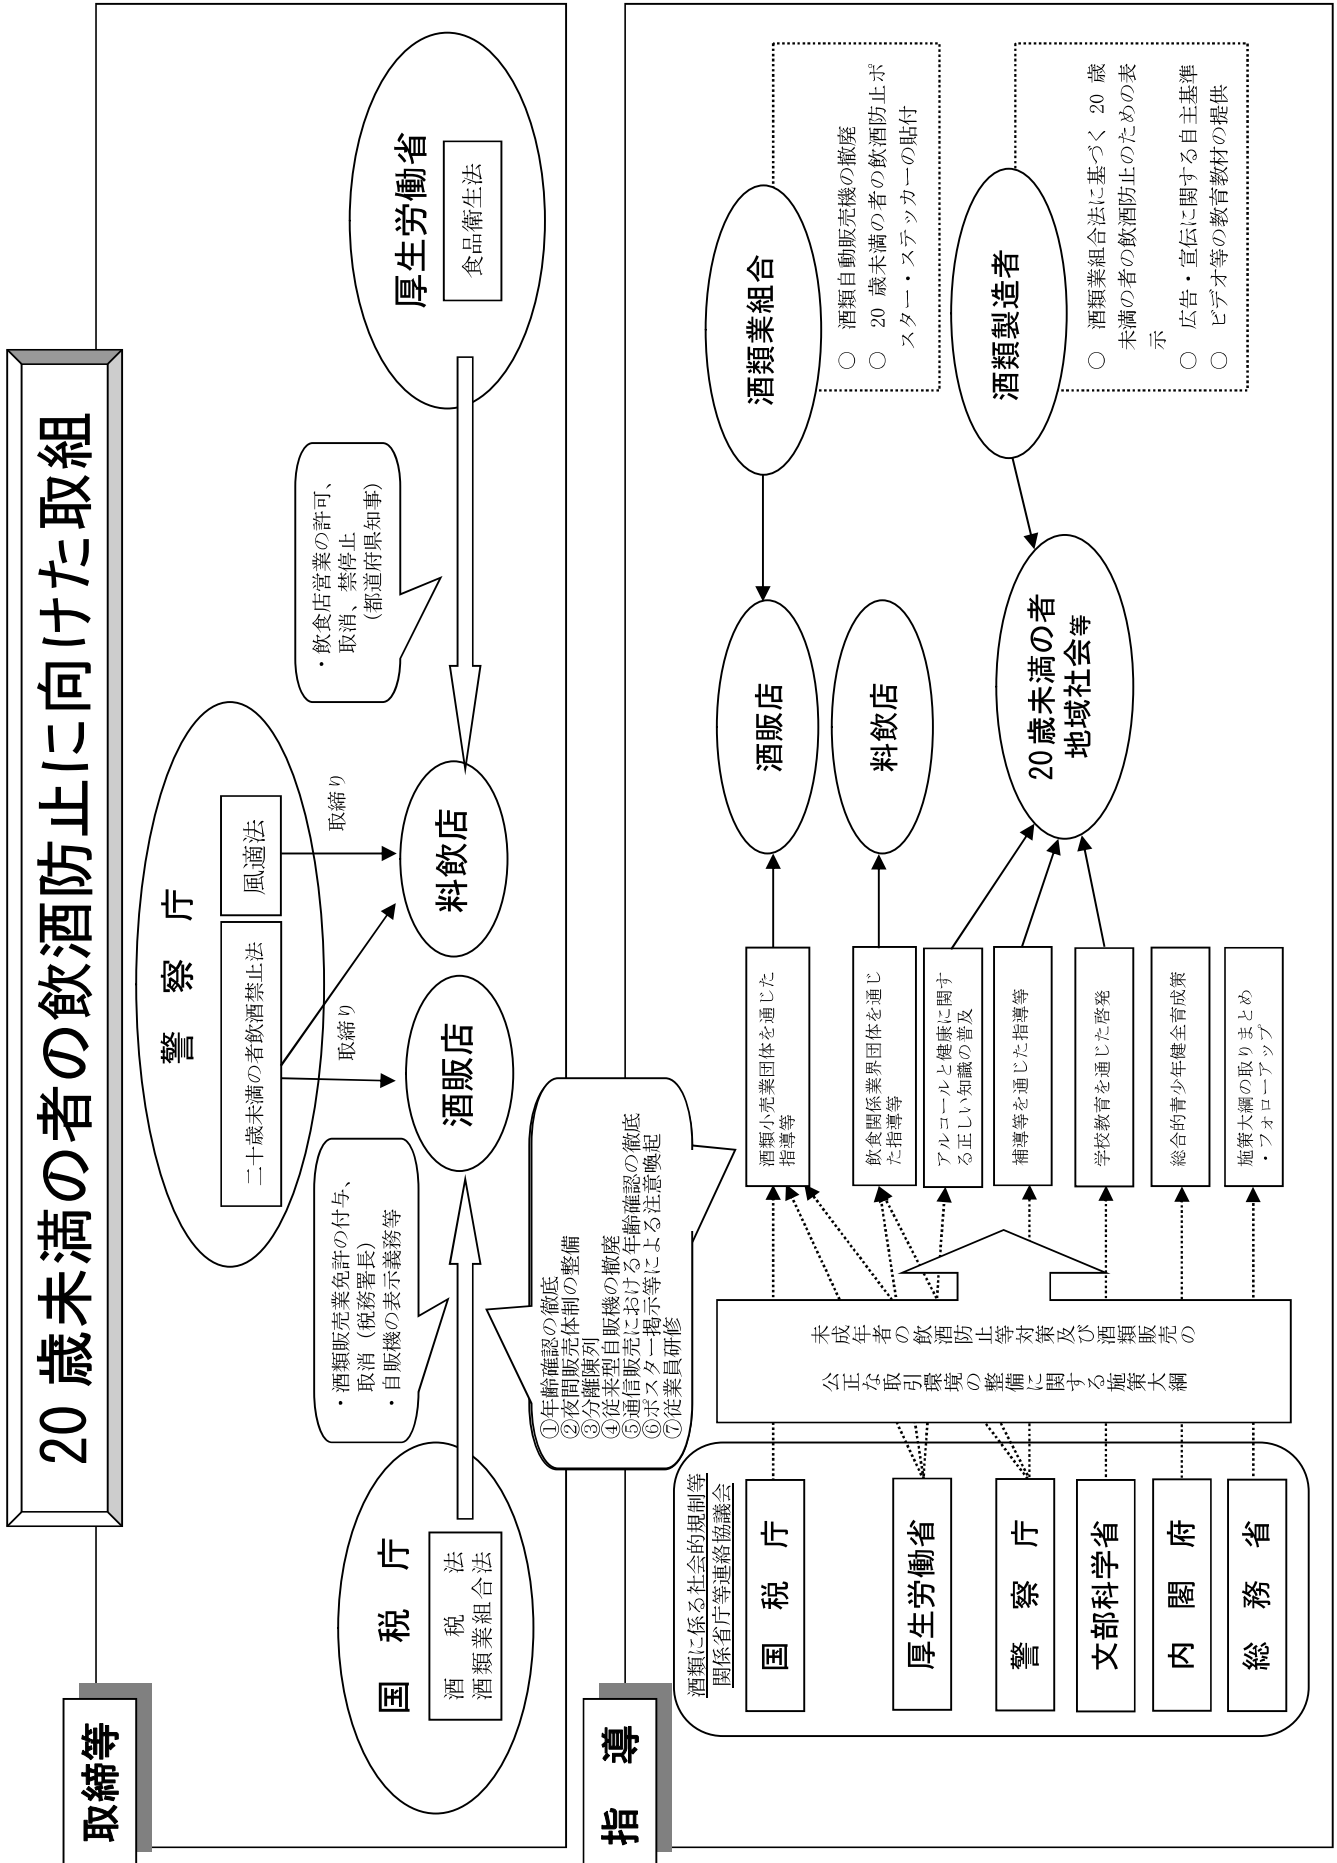 20 歳未満の者の飲酒防止に向けた取組
取締等
警 察 庁
二十歳未満の者飲酒禁止法
風適法
取締り
取締り
国 税 庁
酒 税 法
酒類業組合法
・酒類販売業免許の付与、
取消（税務署長）
・自販機の表示義務等
酒販店
料飲店
・飲食店営業の許可、
取消、禁停止
（都道府県知事）
厚生労働省
食品衛生法
指 導
①年齢確認の徹底
②夜間販売体制の整備
③分離陳列
④従来型自販機の撤廃
⑤通信販売における年齢確認の徹底
⑥ポスター掲示等による注意喚起
⑦従業員研修
酒類に係る社会的規制等
関係省庁等連絡協議会
国 税 庁
厚生労働省
警 察 庁
文部科学省
内 閣 府
総 務 省
未成年者の飲酒防止等対策及び酒類販売の
公正な取引環境の整備に関する施策大綱
酒類小売業団体を通じた
指導等
飲食関係業界団体を通じ
た指導等
アルコールと健康に関す
る正しい知識の普及
補導等を通じた指導等
学校教育を通じた啓発
総合的青少年健全育成策
施策大綱の取りまとめ
・フォローアップ
酒販店
料飲店
20 歳未満の者
地域社会等
酒類業組合
○ 酒類自動販売機の撤廃
○ 20 歳未満の者の飲酒防止ポ
スター・ステッカーの貼付
酒類製造者
○ 酒類業組合法に基づく 20 歳
未満の者の飲酒防止のための表
示
○ 広告・宣伝に関する自主基準
○ ビデオ等の教育教材の提供